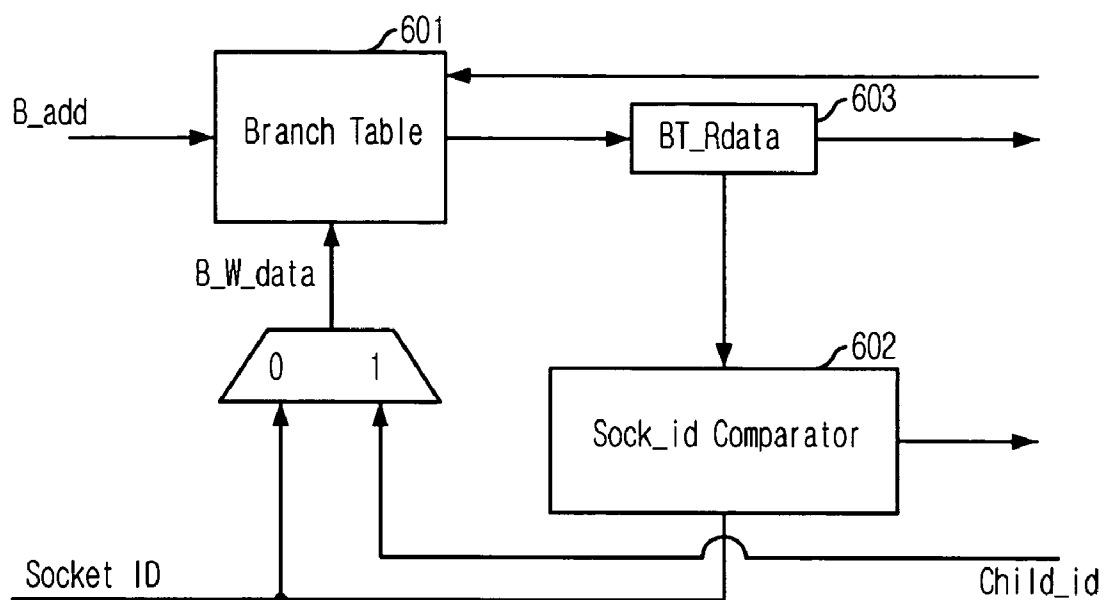 601
B_add
Branch Table
603
BT_Rdata
B_W_data
0 1
602
Sock_id Comparator
Socket ID
Child_id